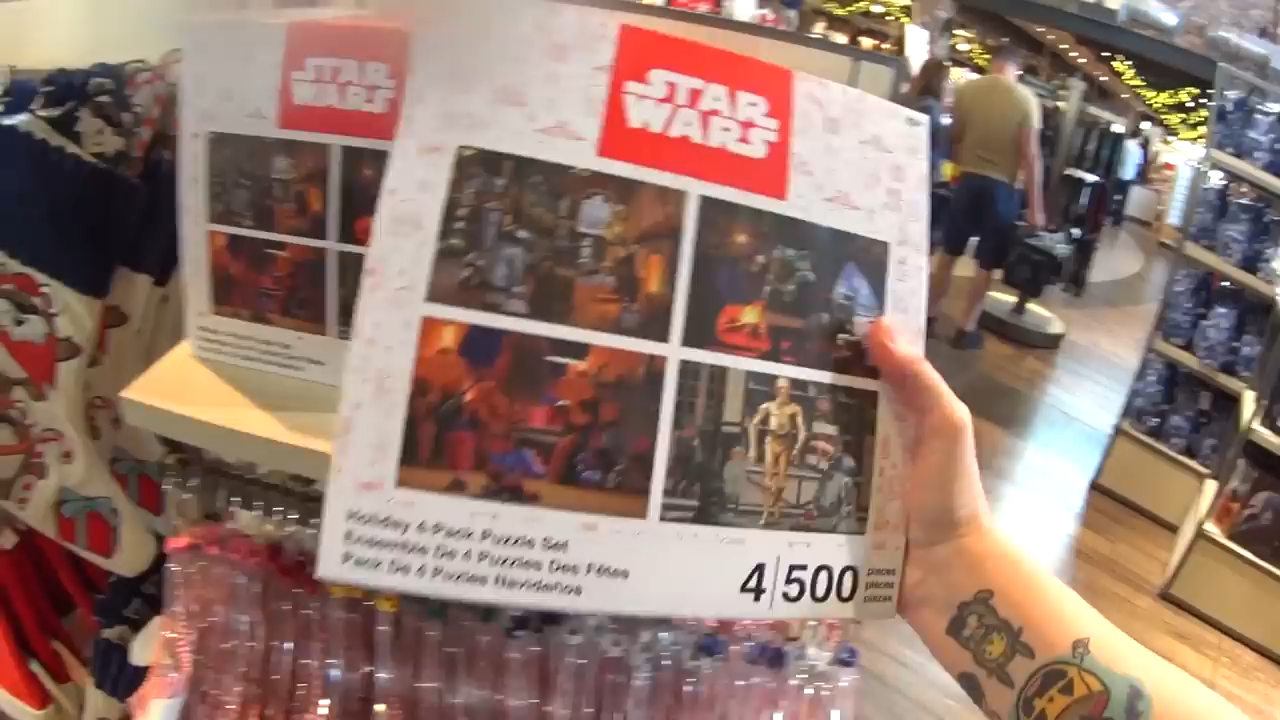 STAR
WARS
STAR
WARS
Holiday 4-Pack Puzzle Set
Ensemble De 4 Puzzles Des Fêtes
Pack De 4 Puzles Navideños
4|500
pieces
pièces
piezas